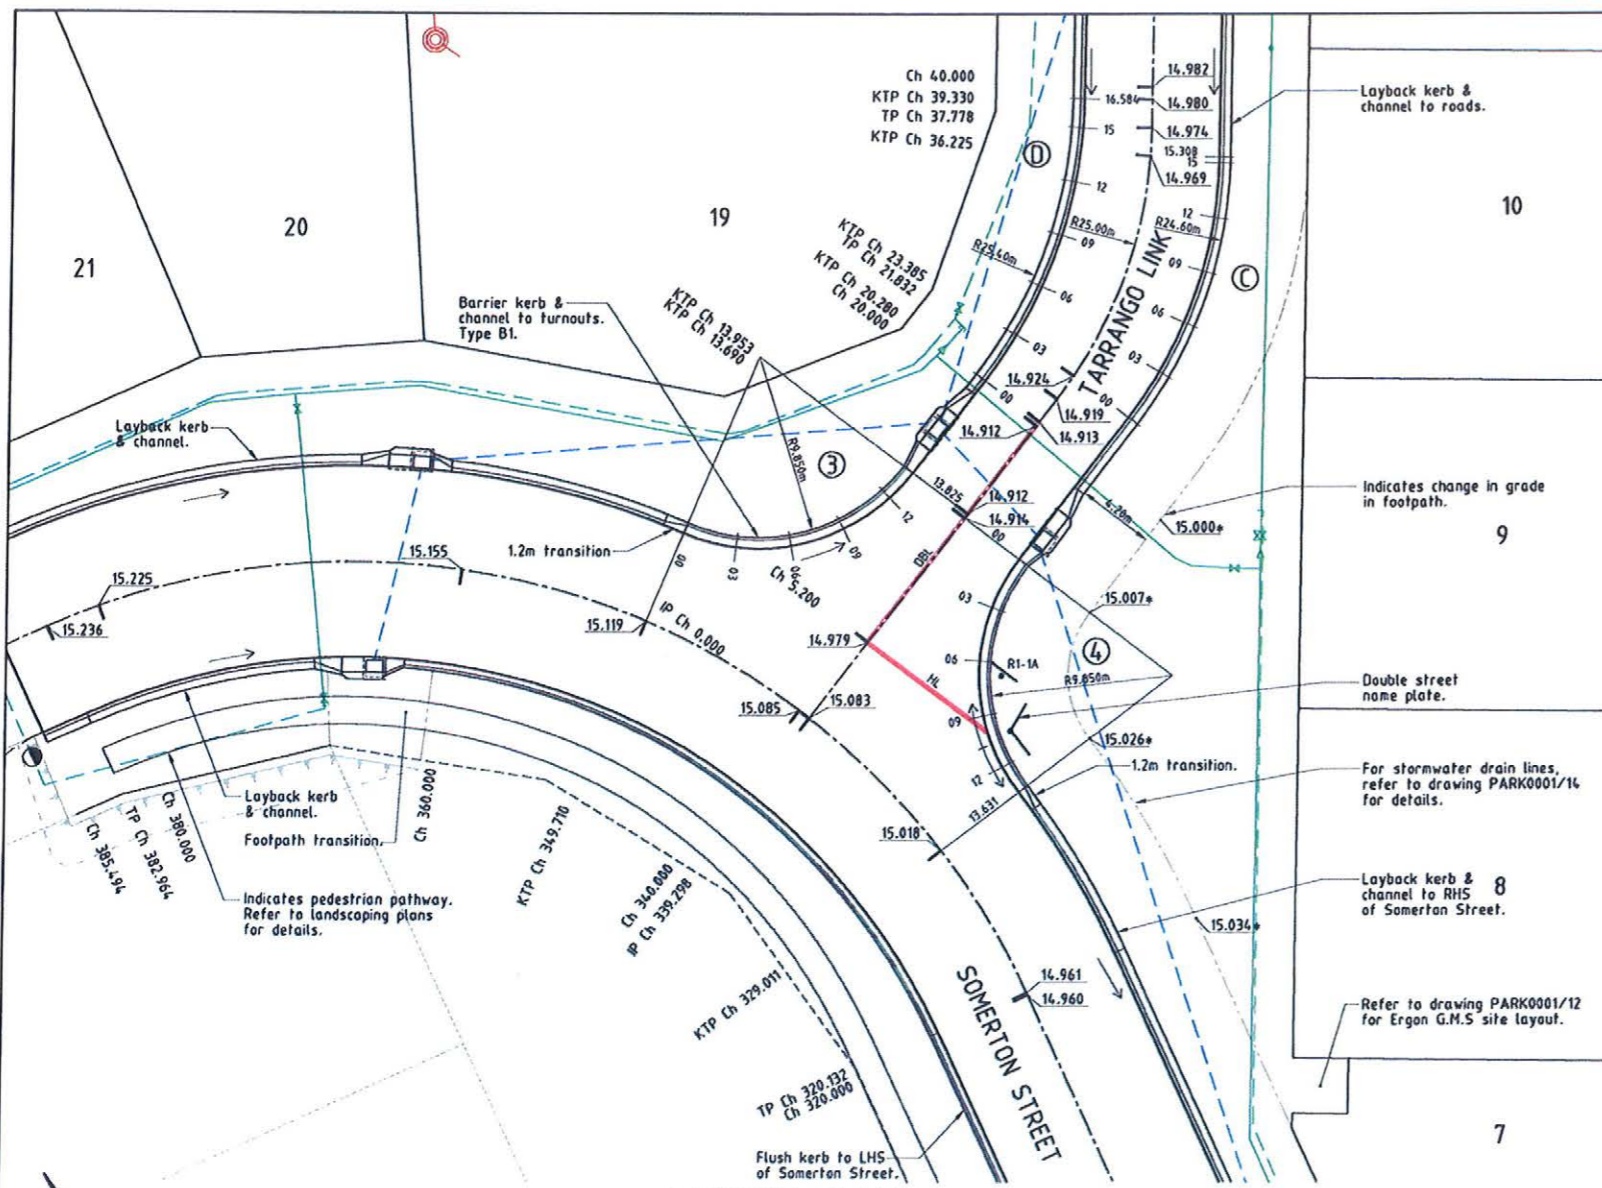 Ch 40.000
KTP Ch 39.330
TP Ch 37.778
KTP Ch 36.225
14.982
16.584
14.980
15
14.974
15.308
15
14.969
Layback kerb &
channel to roads.
D
12
12
10
19
20
21
R25.00m
R24.60m
R25.40m
09
09
C
KTP Ch 23.385
TP Ch 21.832
KTP Ch 20.280
Ch 20.000
06
06
03
03
TARRANGO LINK
Barrier kerb &
channel to turnouts.
Type B1.
KTP Ch 13.953
KTP Ch 13.690
14.924
00
00
14.919
14.912
14.913
Layback kerb
& channel.
R9.850m
3
13.825
12
14.912
14.914
00
4.20m
15.000*
Indicates change in grade
in footpath.
9
1.2m transition
00
03
06
09
Ch 5.200
DBL
15.155
15.225
15.236
15.119
IP Ch 0.000
14.979
HL
03
15.007*
06
R1-1A
4
R9.850m
09
12
Double street
name plate.
15.085
15.083
15.026*
1.2m transition.
13.631
15.018
For stormwater drain lines,
refer to drawing PARK0001/14
for details.
Layback kerb
& channel.
Footpath transition.
Ch 360.000
Ch 380.000
TP Ch 382.964
Ch 385.494
Indicates pedestrian pathway.
Refer to landscaping plans
for details.
KTP Ch 349.710
Ch 340.000
IP Ch 339.298
KTP Ch 329.011
TP Ch 320.132
Ch 320.000
Layback kerb &
channel to RHS
of Somerton Street.
8
15.034*
14.961
14.960
SOMERTON STREET
Refer to drawing PARK0001/12
for Ergon G.M.S site layout.
7
Flush kerb to LHS
of Somerton Street.